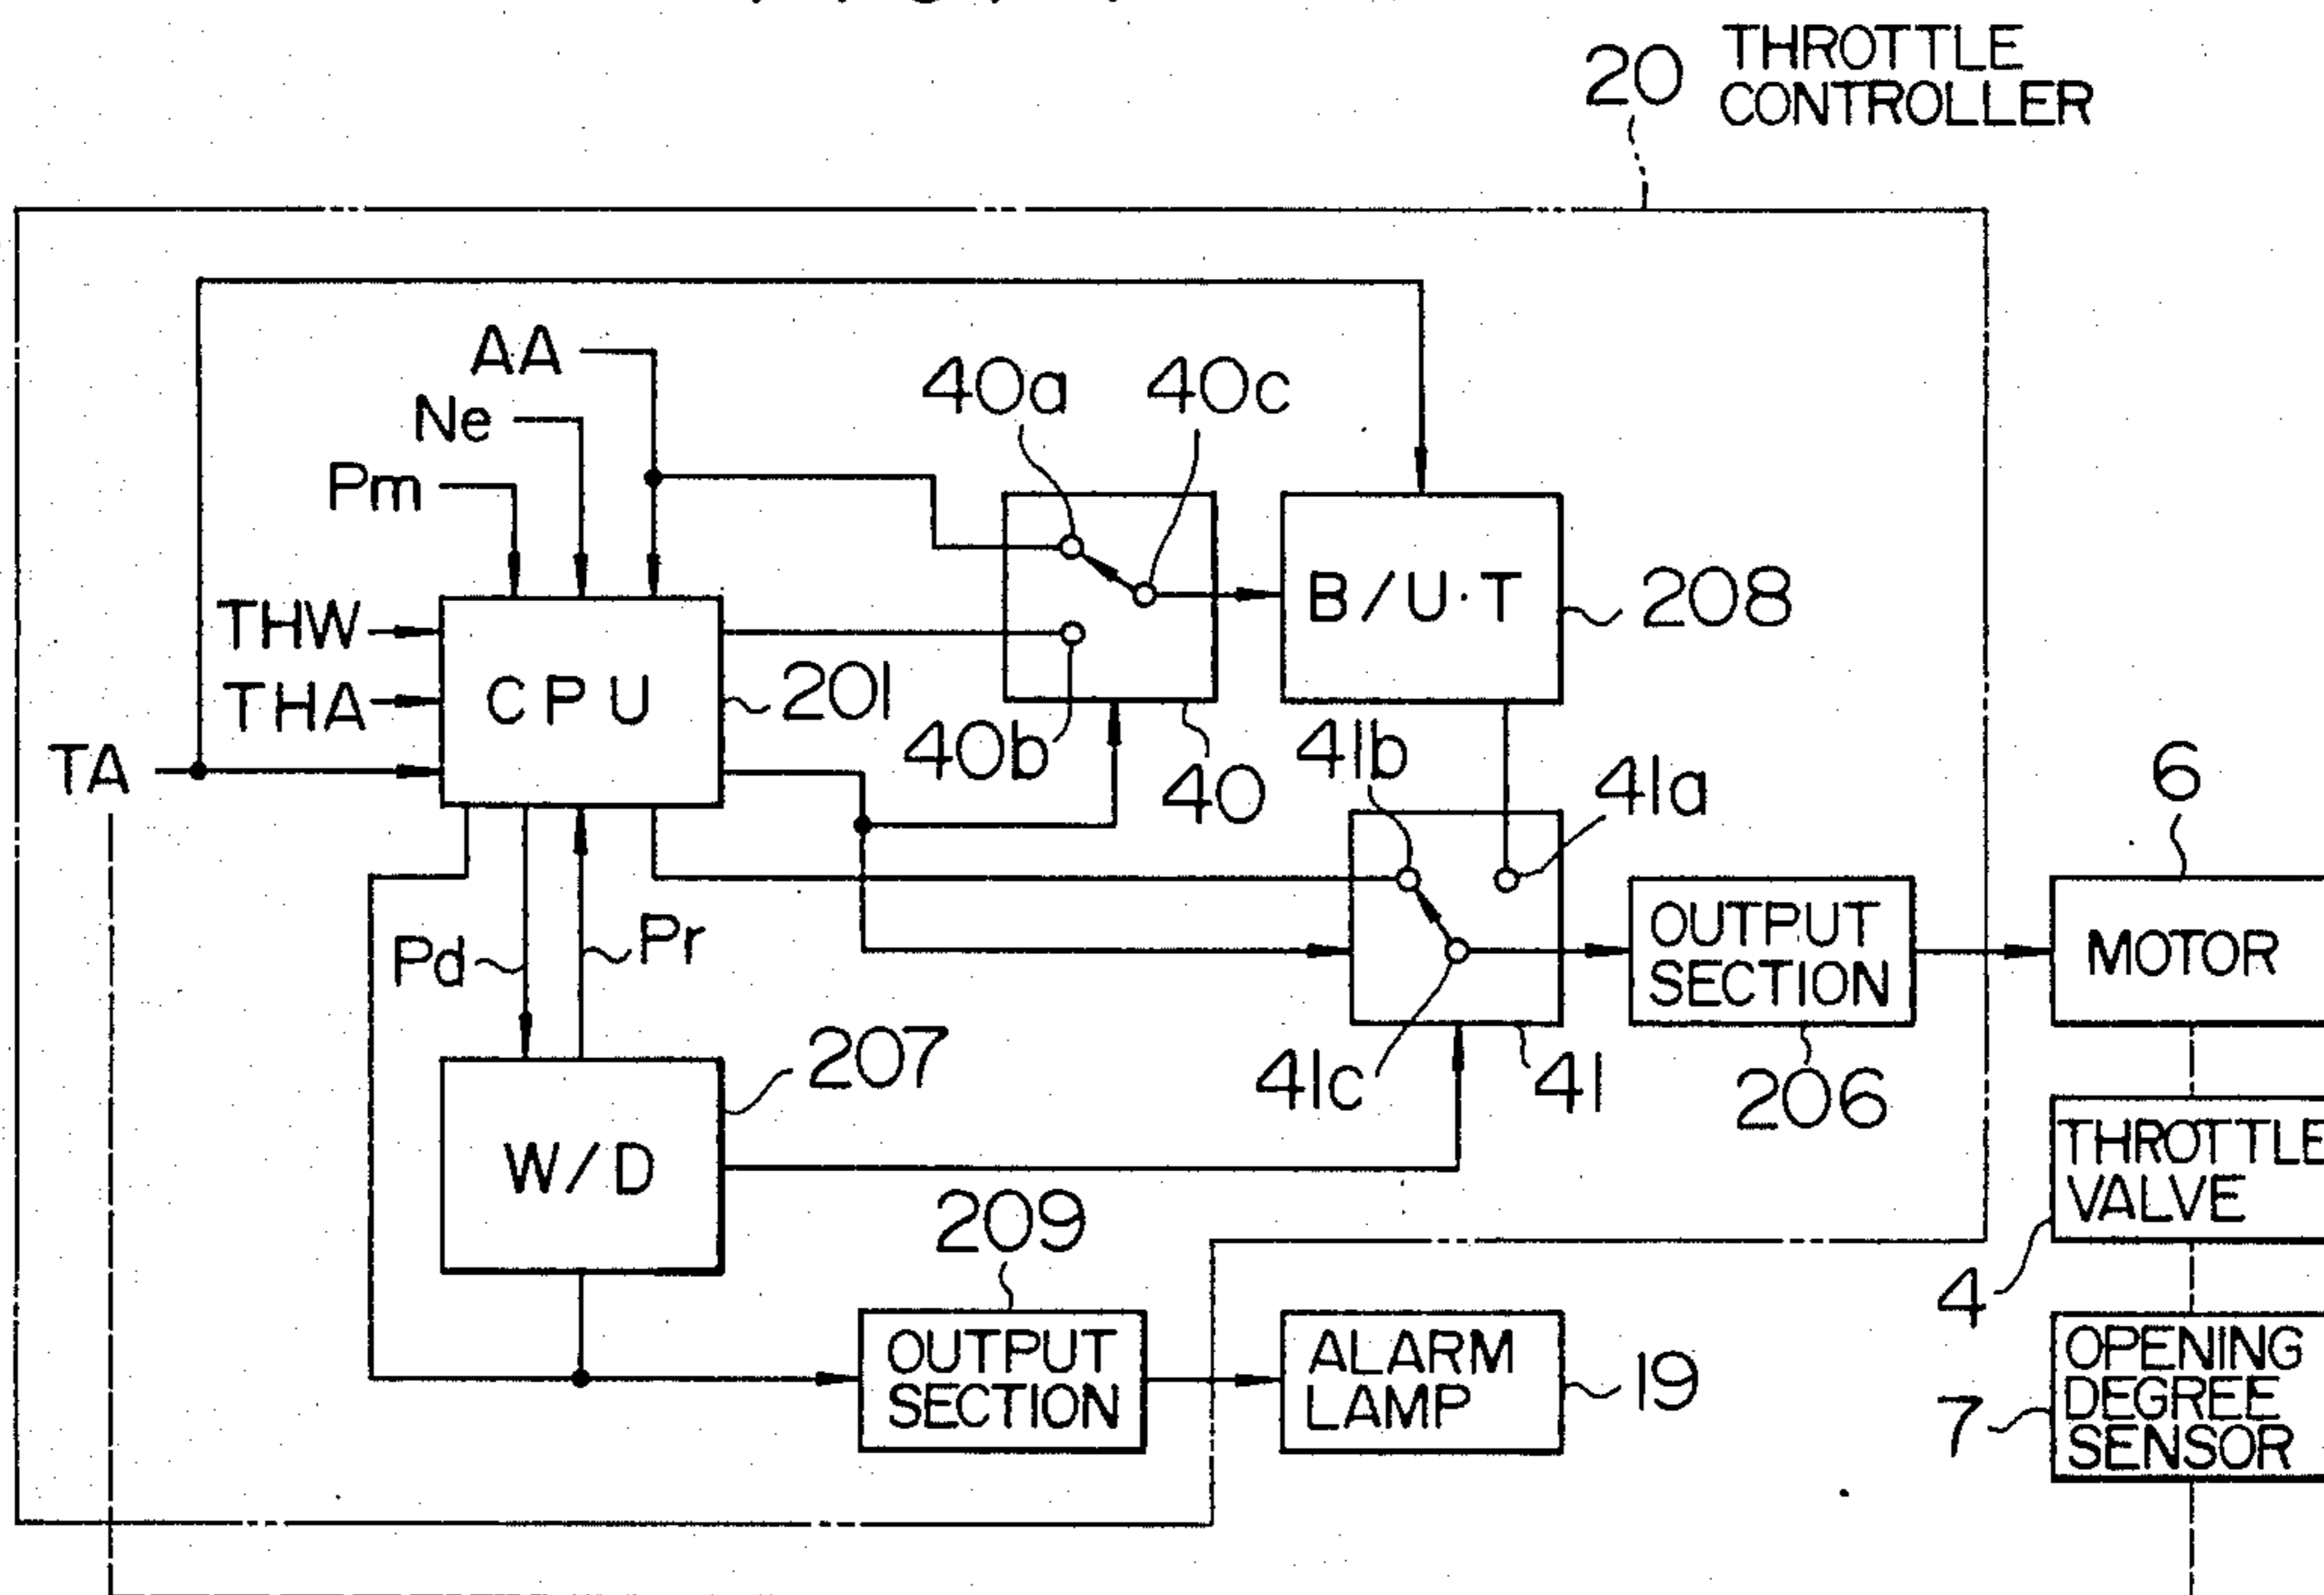 20 THROTTLE
CONTROLLER
AA
Ne
Pm
THW
THA
TA
40a
40c
CPU
201
40b
40
B/U·T
208
41b
41a
6
Pd
Pr
207
41c
41
OUTPUT
SECTION
206
MOTOR
W/D
209
THROTTLE
VALVE
4
OUTPUT
SECTION
ALARM
LAMP
19
7
OPENING
DEGREE
SENSOR